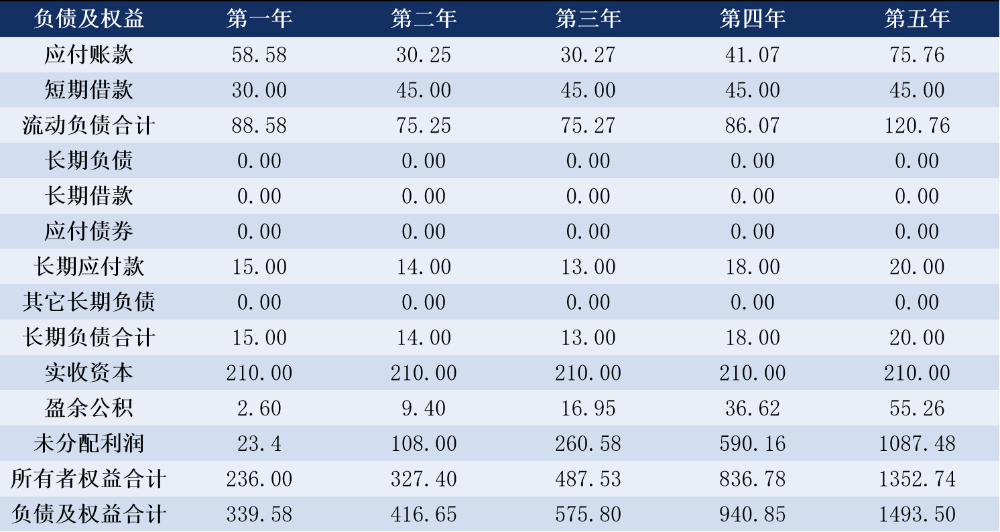 负债及权益 第一年 第二年 第三年 第四年 第五年
应付账款 58.58 30.25 30.27 41.07 75.76
短期借款 30.00 45.00 45.00 45.00 45.00
流动负债合计 88.58 75.25 75.27 86.07 120.76
长期负债 0.00 0.00 0.00 0.00 0.00
长期借款 0.00 0.00 0.00 0.00 0.00
应付债券 0.00 0.00 0.00 0.00 0.00
长期应付款 15.00 14.00 13.00 18.00 20.00
其它长期负债 0.00 0.00 0.00 0.00 0.00
长期负债合计 15.00 14.00 13.00 18.00 20.00
实收资本 210.00 210.00 210.00 210.00 210.00
盈余公积 2.60 9.40 16.95 36.62 55.26
未分配利润 23.4 108.00 260.58 590.16 1087.48
所有者权益合计 236.00 327.40 487.53 836.78 1352.74
负债及权益合计 339.58 416.65 575.80 940.85 1493.50